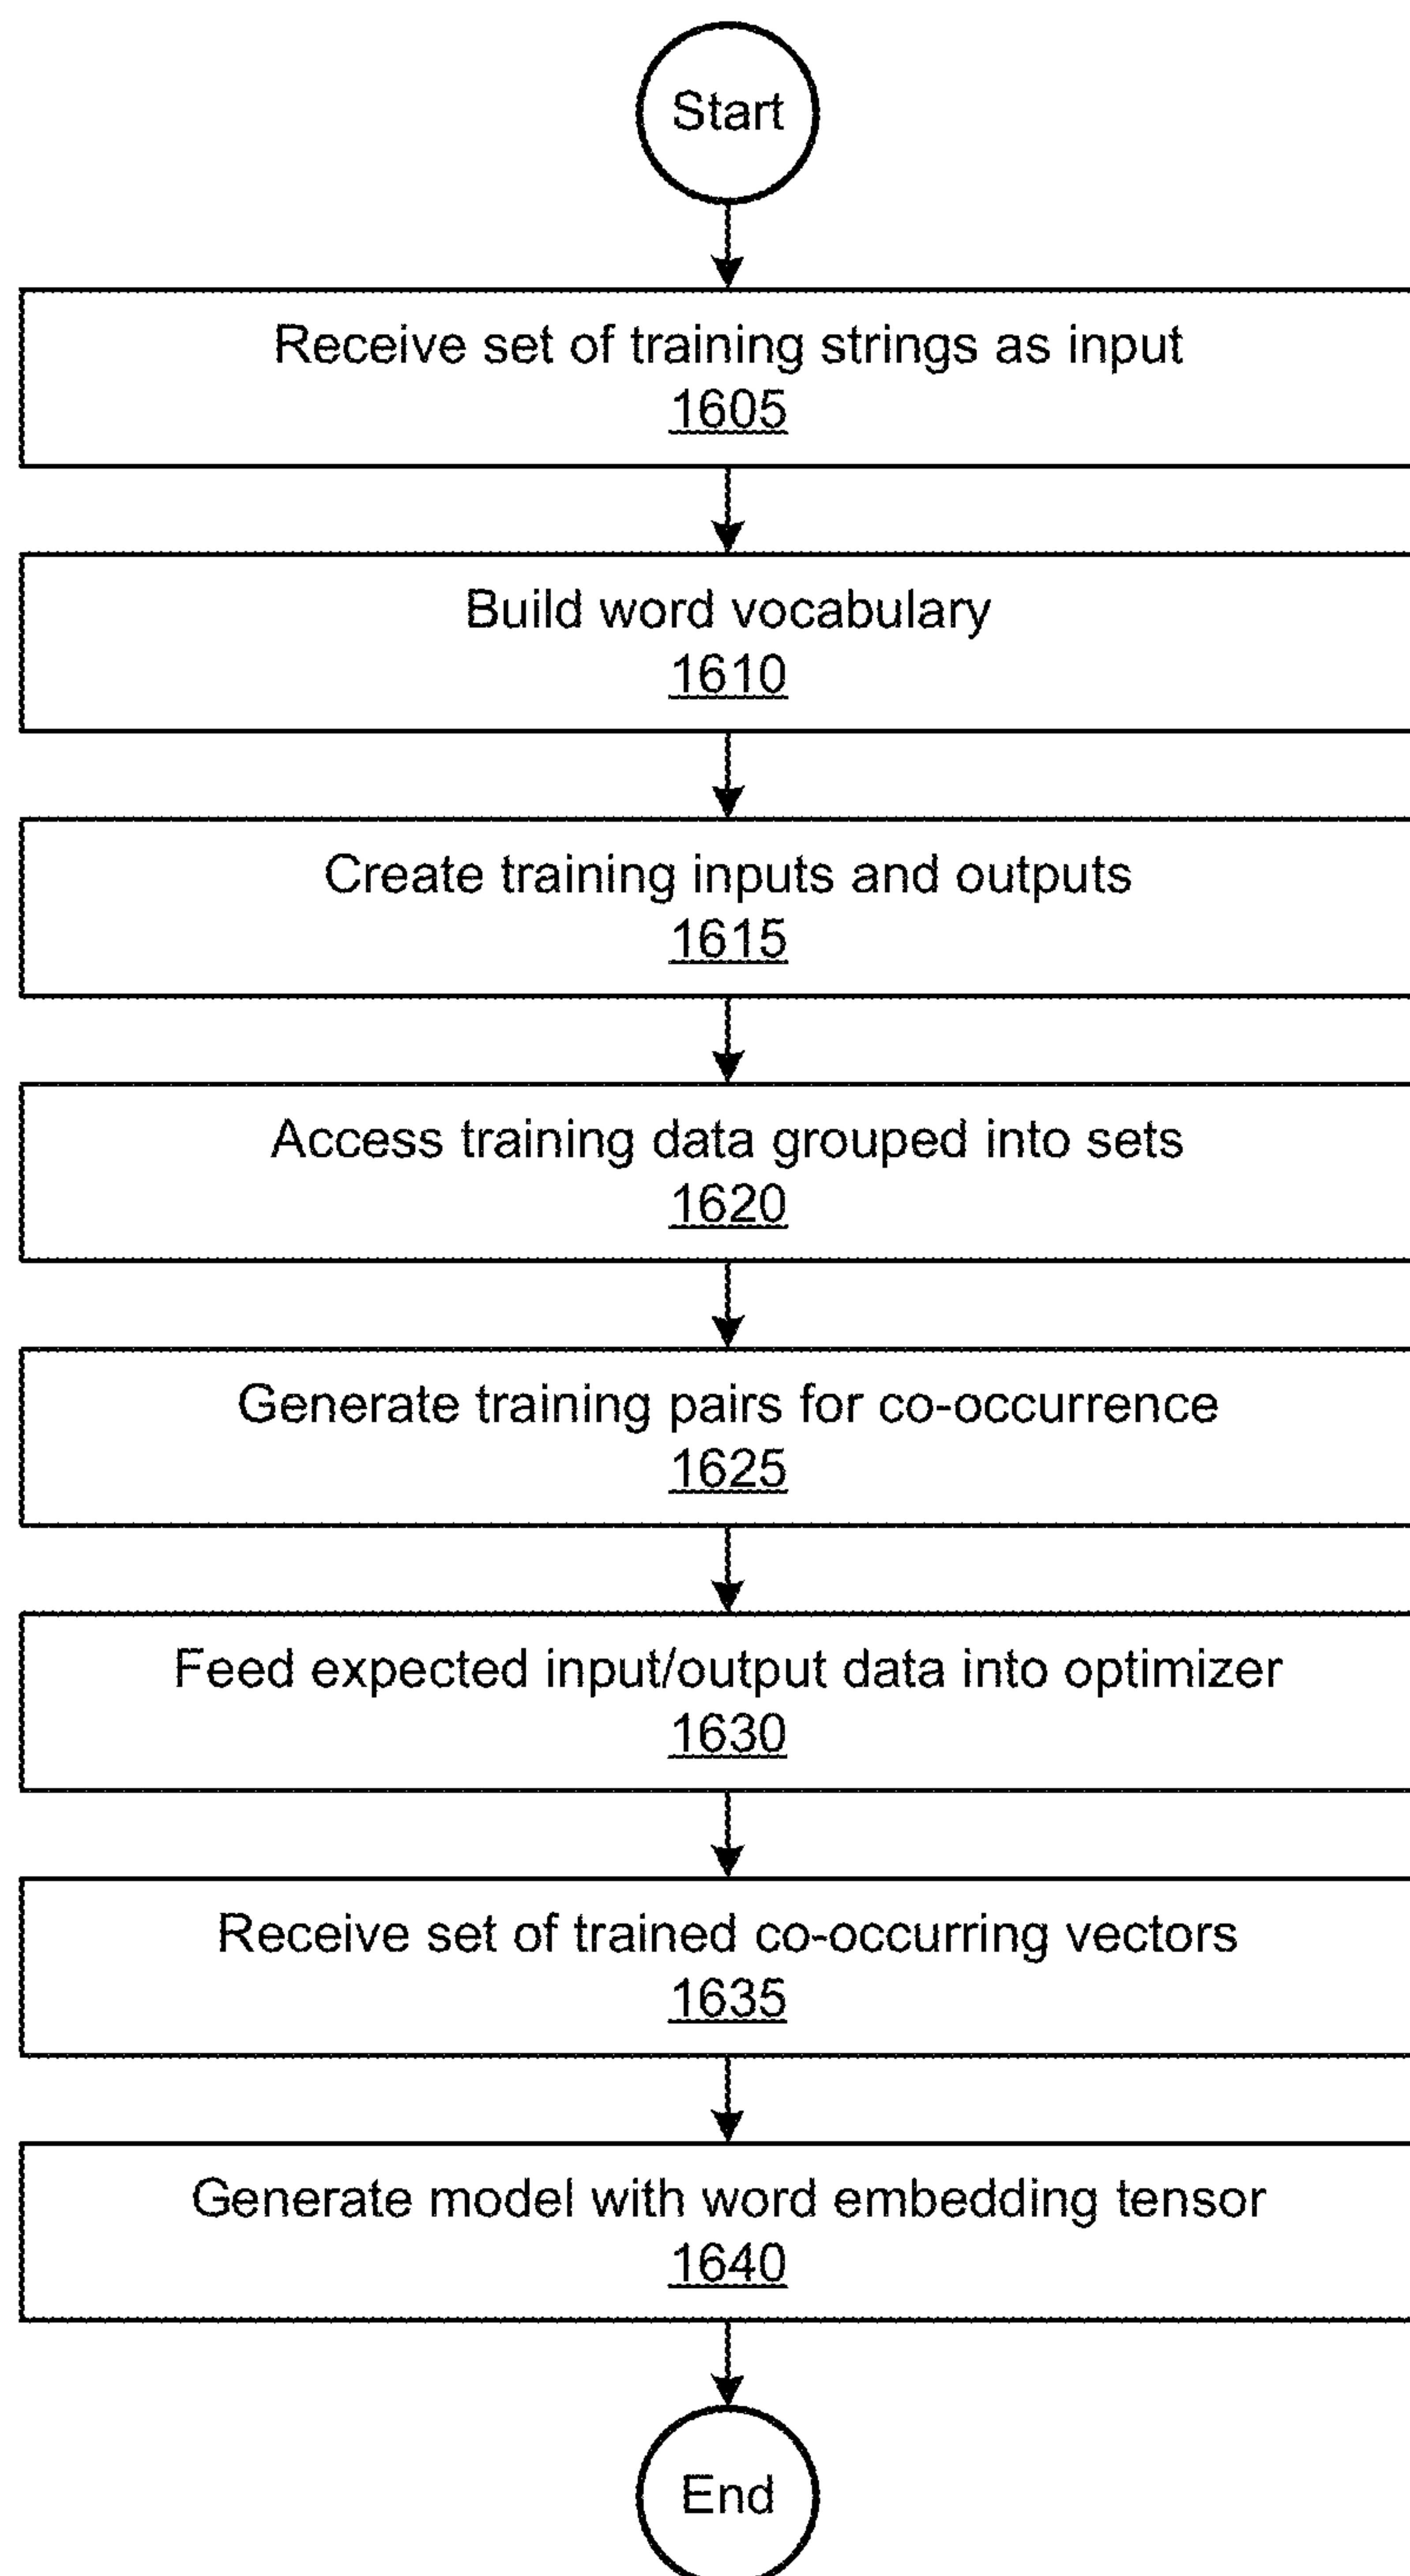 Start
Receive set of training strings as input
1605
Build word vocabulary
1610
Create training inputs and outputs
1615
Access training data grouped into sets
1620
Generate training pairs for co-occurrence
1625
Feed expected input/output data into optimizer
1630
Receive set of trained co-occurring vectors
1635
Generate model with word embedding tensor
1640
End